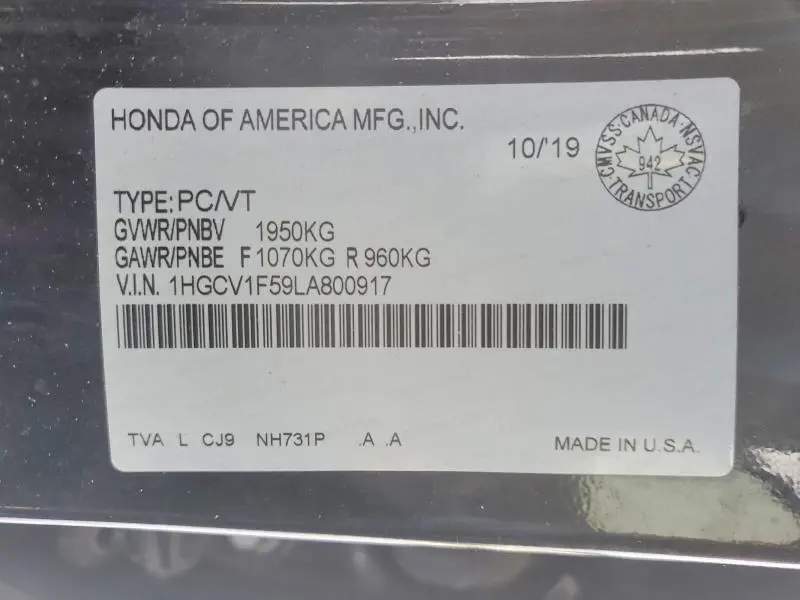 HONDA OF AMERICA MFG.,INC.
10/'19
CMVSS·CANADA·NSVAC
942
TRANSPORT
TYPE: PC/VT
GVWR/PNBV 1950KG
GAWR/PNBE F 1070KG R 960KG
V.I.N. 1HGCV1F59LA800917
TVA L CJ9 NH731P .A .A
MADE IN U.S.A.